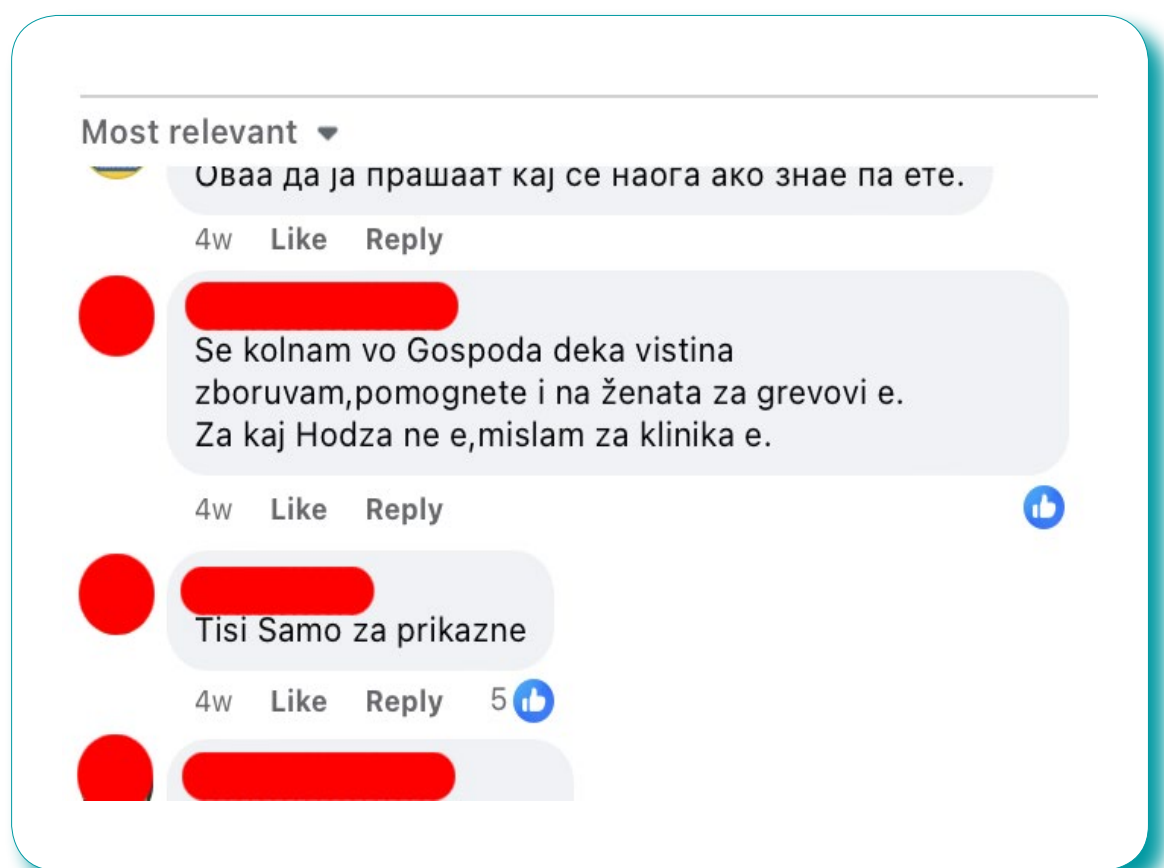 Most relevant
Оваа да ја прашаат кај се наоѓа ако знае па ете.
4w Like Reply
Se kolnam vo Gospoda deka vistina
zboruvam,pomognete i na ženata za grevovi e.
Za kaj Hodza ne e,mislam za klinika e.
4w Like Reply
Tisi Samo za prikazne
4w Like Reply 5